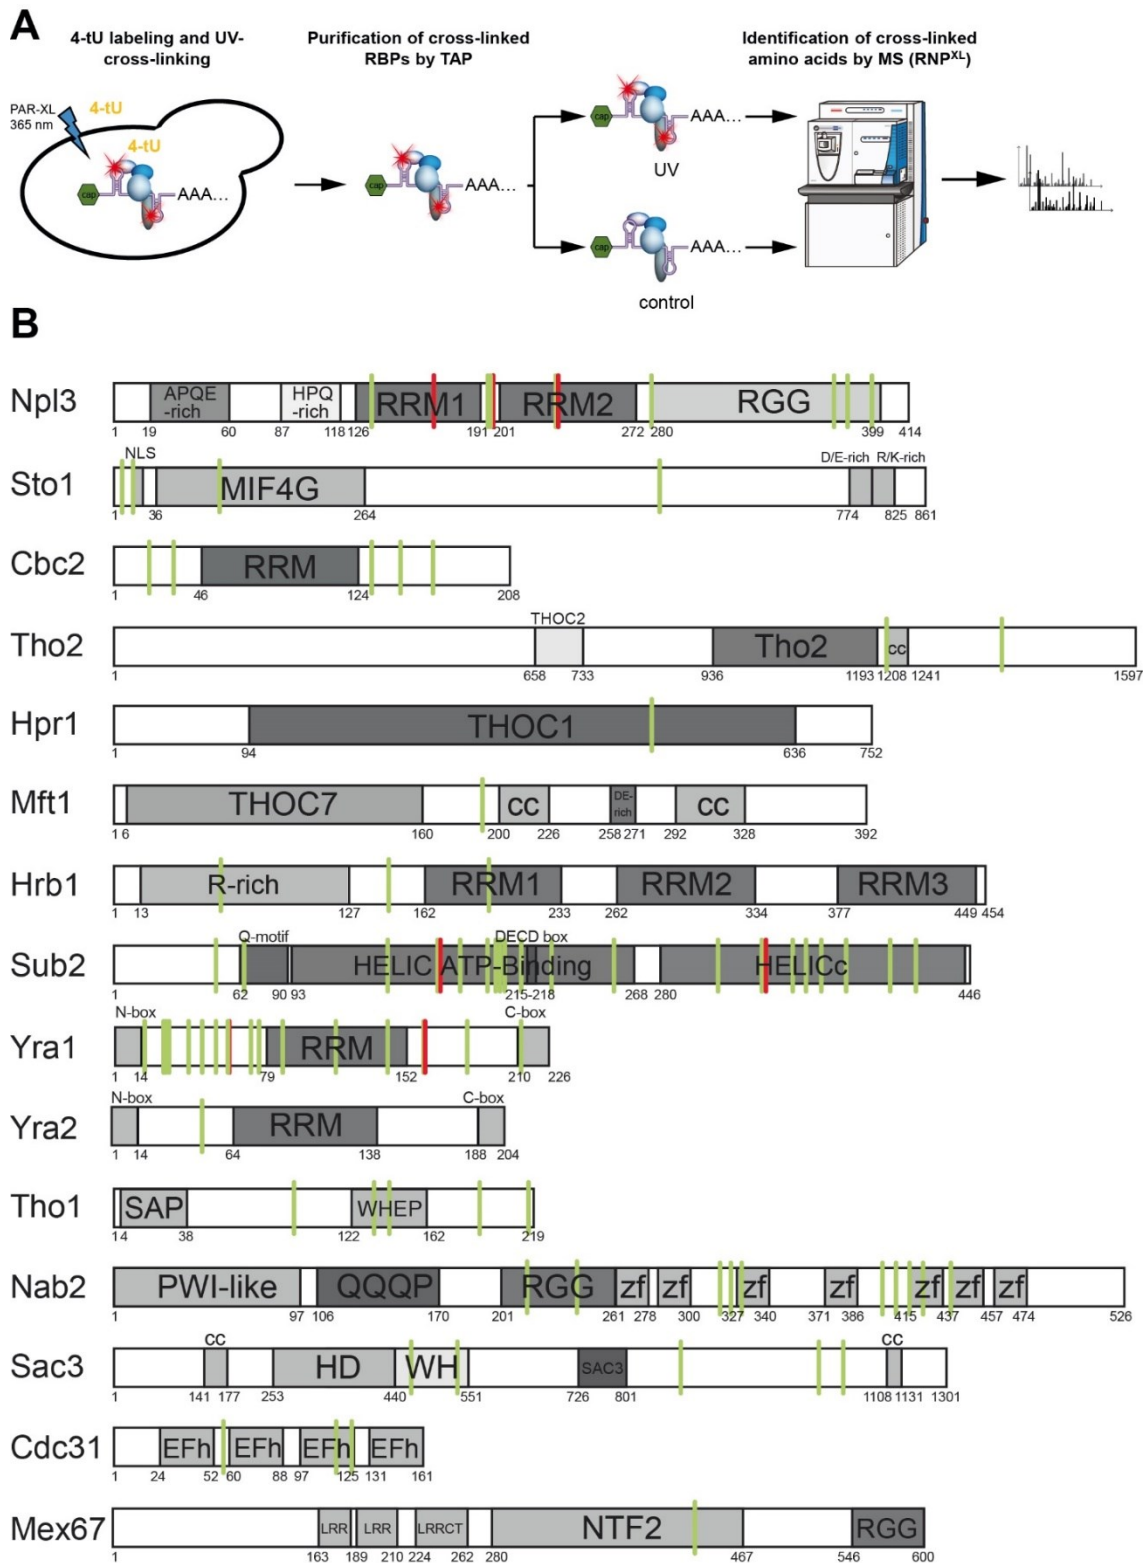 A
4-tU labeling and UV-
cross-linking
Purification of cross-linked
RBPs by TAP
Identification of cross-linked
amino acids by MS (RNPXL)
PAR-XL
365 nm
4-tU
4-tU
cap
AAA...
cap
AAA...
cap
AAA...
UV
cap
AAA...
control
B
Npl3
APQE
-rich
HPQ
-rich
RRM1
RRM2
RGG
1 19 60 87 118 126 191 201 272 280 399 414
Sto1
NLS
MIF4G
D/E-rich
R/K-rich
1 36 264 774 825 861
Cbc2
RRM
1 46 124 208
Tho2
THOC2
Tho2
cc
1 658 733 936 1193 1208 1241 1597
Hpr1
THOC1
1 94 636 752
Mft1
THOC7
cc
DE-
rich
cc
1 6 160 200 226 258 271 292 328 392
Hrb1
R-rich
RRM1
RRM2
RRM3
1 13 127 162 233 262 334 377 449 454
Sub2
Q-motif
DECD box
HELIC ATP-Binding
HELICc
1 62 90 93 215-218 268 280 446
Yra1
N-box
C-box
RRM
1 14 79 152 210 226
Yra2
N-box
C-box
RRM
1 14 64 138 188 204
Tho1
SAP
WHEP
1 4 38 122 162 219
Nab2
PWI-like
QQQP
RGG
zf
zf
zf
zf
zf
zf
zf
1 97 106 170 201 261 278 300 327 340 371 386 415 437 457 474 526
Sac3
cc
HD
WH
SAC3
cc
1 141 177 253 440 551 726 801 1108 1131 1301
Cdc31
EFh
EFh
EFh
EFh
1 24 52 60 88 97 125 131 161
Mex67
LRR
LRR
LRRCT
NTF2
RGG
1 163 189 210 224 262 280 467 546 600